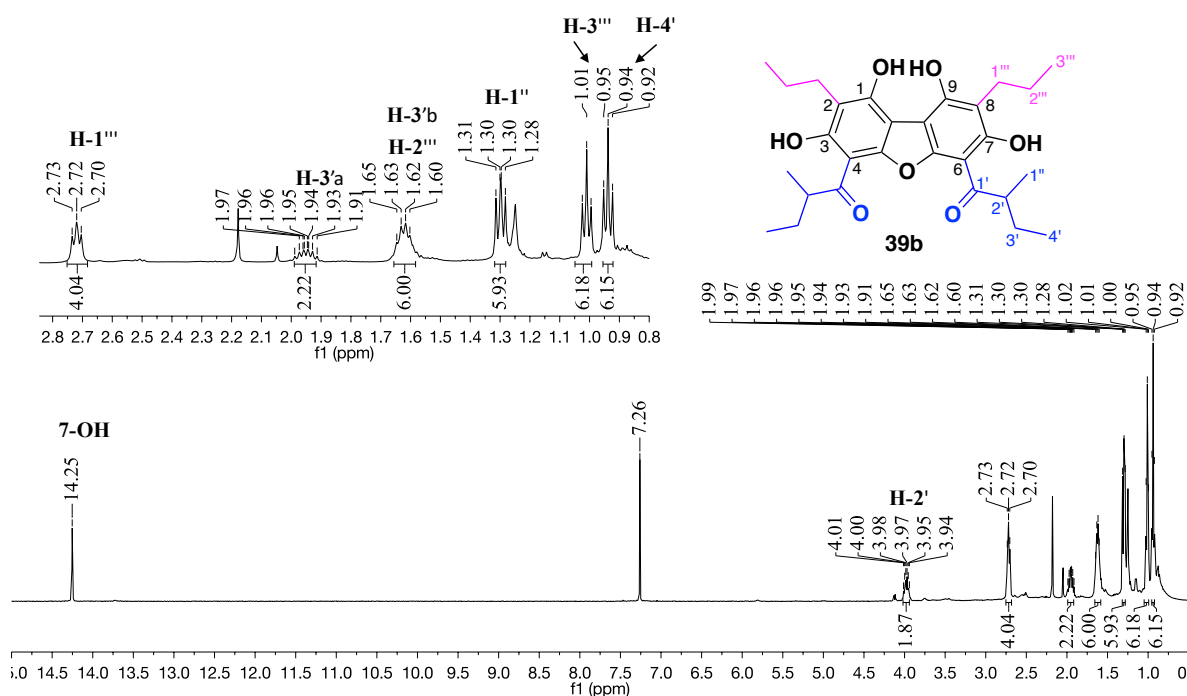 H-3''' H-4'
1.01 0.95 0.94 0.92
H-1''
1.31 1.30 1.30 1.28
H-3'b
H-2'''
1.65 1.63 1.62 1.60
H-3'a
1.97 1.96 1.96 1.95 1.94 1.93 1.91
H-1'''
2.73 2.72 2.70
4.04 2.22 6.00 5.93 6.18 6.15
2.8 2.7 2.6 2.5 2.4 2.3 2.2 2.1 2.0 1.9 1.8 1.7 1.6 1.5 1.4 1.3 1.2 1.1 1.0 0.9 0.8
f1 (ppm)
OH HO
1 9 1''' 3''' 2'''
2 8
HO 3 7 OH
4 O 6
1' 1''
O O 2'
3' 4'
39b
1.99 1.97 1.96 1.96 1.95 1.94 1.93 1.91 1.65 1.63 1.62 1.60 1.31 1.30 1.30 1.28 1.02 1.01 1.00 0.95 0.94 0.92
7-OH
14.25
7.26
H-2'
4.01 4.00 3.98 3.97 3.95 3.94
2.73 2.72 2.70
1.87 4.04 2.22 6.00 5.93 6.18 6.15
5.0 14.5 14.0 13.5 13.0 12.5 12.0 11.5 11.0 10.5 10.0 9.5 9.0 8.5 8.0 7.5 7.0 6.5 6.0 5.5 5.0 4.5 4.0 3.5 3.0 2.5 2.0 1.5 1.0 0.
f1 (ppm)